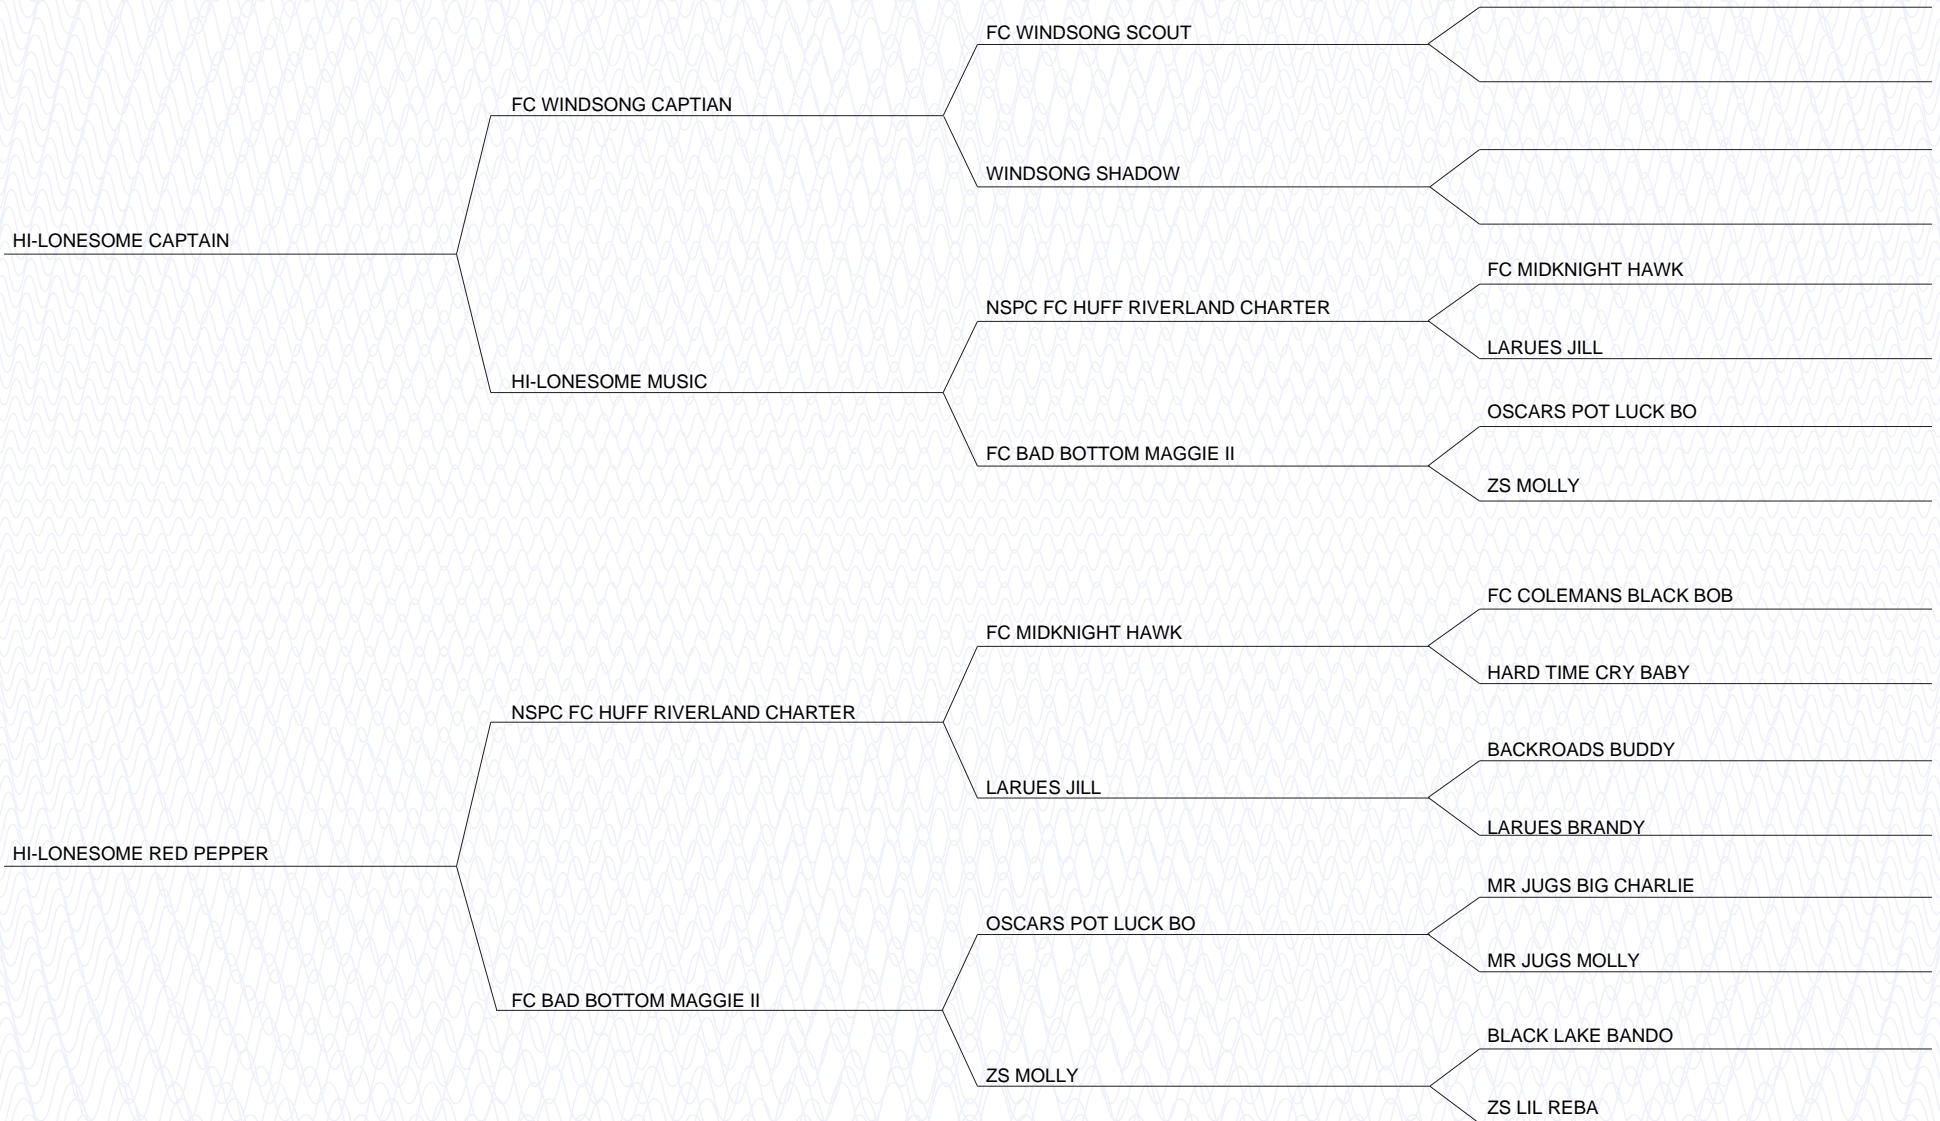 FC WINDSONG SCOUT
FC WINDSONG CAPTIAN
WINDSONG SHADOW
HI-LONESOME CAPTAIN
FC MIDKNIGHT HAWK
NSPC FC HUFF RIVERLAND CHARTER
LARUES JILL
HI-LONESOME MUSIC
OSCARS POT LUCK BO
FC BAD BOTTOM MAGGIE II
ZS MOLLY
FC COLEMANS BLACK BOB
FC MIDKNIGHT HAWK
HARD TIME CRY BABY
NSPC FC HUFF RIVERLAND CHARTER
BACKROADS BUDDY
LARUES JILL
LARUES BRANDY
HI-LONESOME RED PEPPER
MR JUGS BIG CHARLIE
OSCARS POT LUCK BO
MR JUGS MOLLY
FC BAD BOTTOM MAGGIE II
BLACK LAKE BANDO
ZS MOLLY
ZS LIL REBA